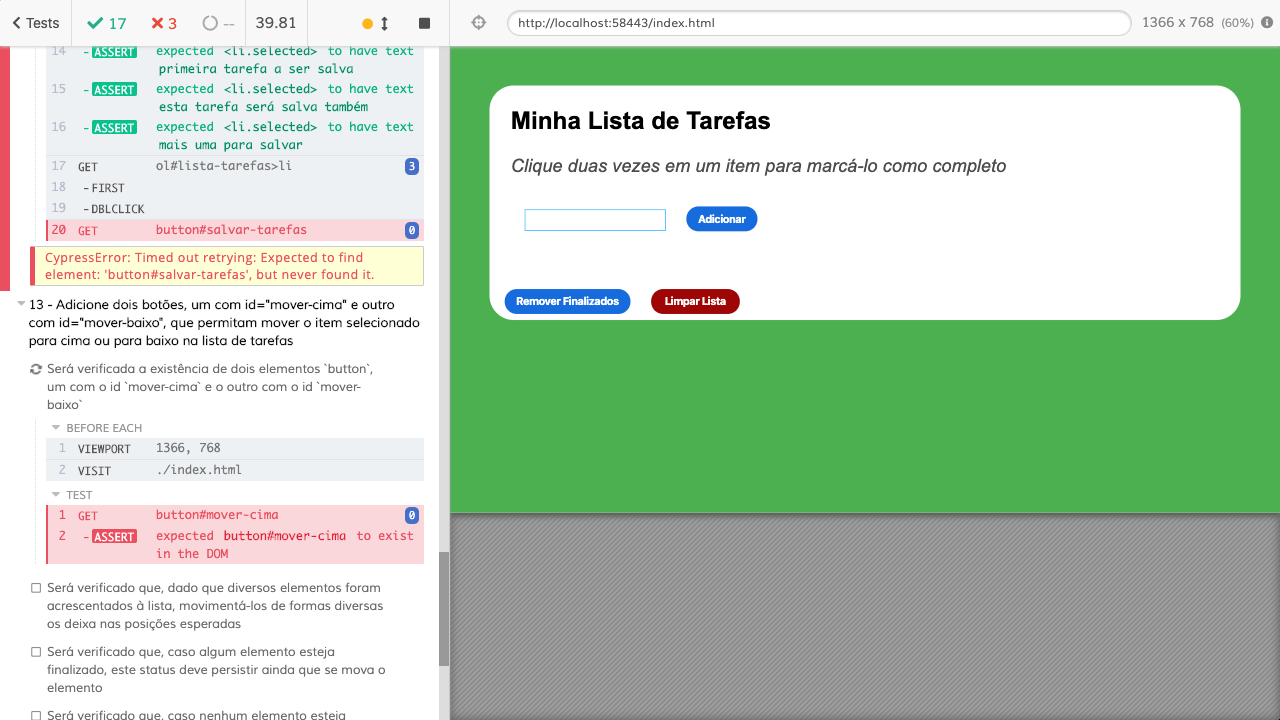 Tests
17
3
--
39.81
http://localhost:58443/index.html
1366 x 768 (60%)
14 -ASSERT expected <li.selected> to have text
primeira tarefa a ser salva
15 -ASSERT expected <li.selected> to have text
esta tarefa será salva também
16 -ASSERT expected <li.selected> to have text
mais uma para salvar
17 GET ol#lista-tarefas>li 3
18 -FIRST
19 -DBLCLICK
20 GET button#salvar-tarefas 0
CypressError: Timed out retrying: Expected to find
element: 'button#salvar-tarefas', but never found it.
13 - Adicione dois botões, um com id="mover-cima" e outro
com id="mover-baixo", que permitam mover o item selecionado
para cima ou para baixo na lista de tarefas
Será verificada a existência de dois elementos `button`,
um com o id `mover-cima` e o outro com o id `mover-
baixo`
BEFORE EACH
1 VIEWPORT 1366, 768
2 VISIT ./index.html
TEST
1 GET button#mover-cima 0
2 -ASSERT expected button#mover-cima to exist
in the DOM
Será verificado que, dado que diversos elementos foram
acrescentados à lista, movimentá-los de formas diversas
os deixa nas posições esperadas
Será verificado que, caso algum elemento esteja
finalizado, este status deve persistir ainda que se mova o
elemento
Será verificado que, caso nenhum elemento esteja
Minha Lista de Tarefas
Clique duas vezes em um item para marcá-lo como completo
Adicionar
Remover Finalizados
Limpar Lista